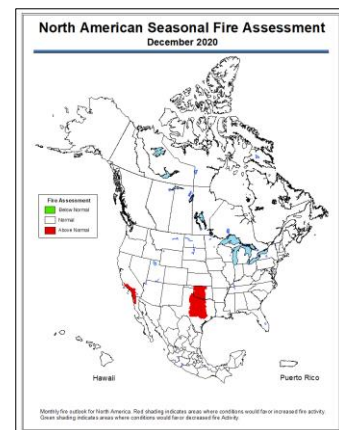 North American Seasonal Fire Assessment
December 2020
Fire Assessment
Below Normal
Normal
Above Normal
Hawaii
Puerto Rico
Monthly fire outlook for North America. Red shading indicates areas where conditions would favor increased fire activity.
Green shading indicates areas where conditions would favor decreased fire Activity.